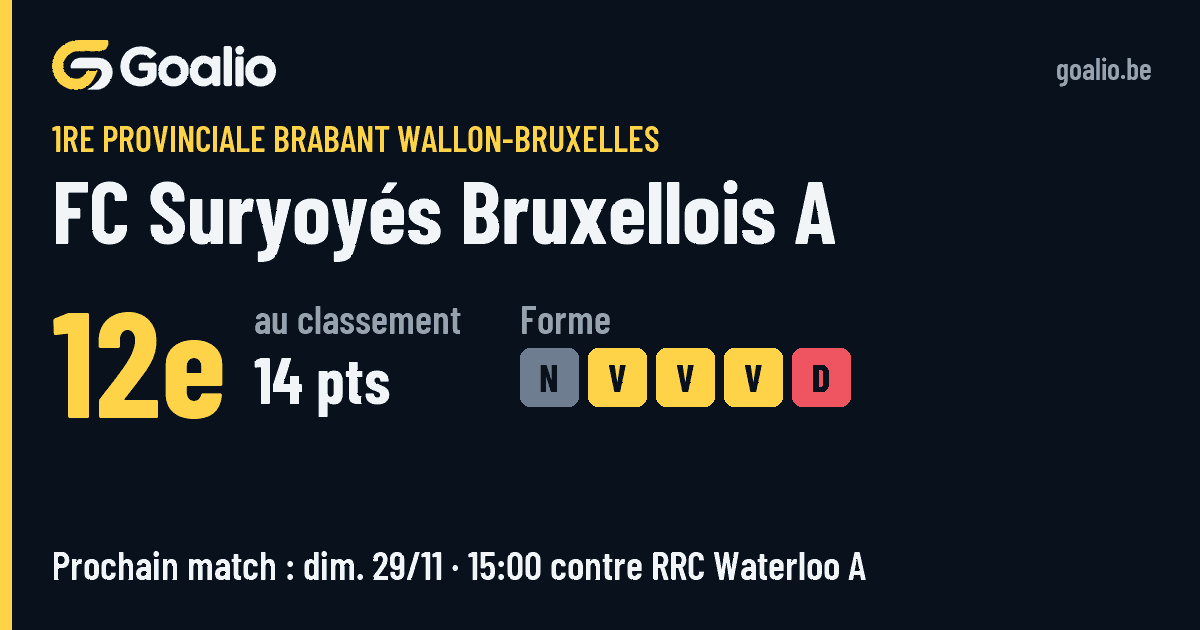 Goalio
goalio.be
1RE PROVINCIALE BRABANT WALLON-BRUXELLES
FC Suryoyés Bruxellois A
12e
au classement
14 pts
Forme
N V V V D
Prochain match : dim. 29/11 · 15:00 contre RRC Waterloo A